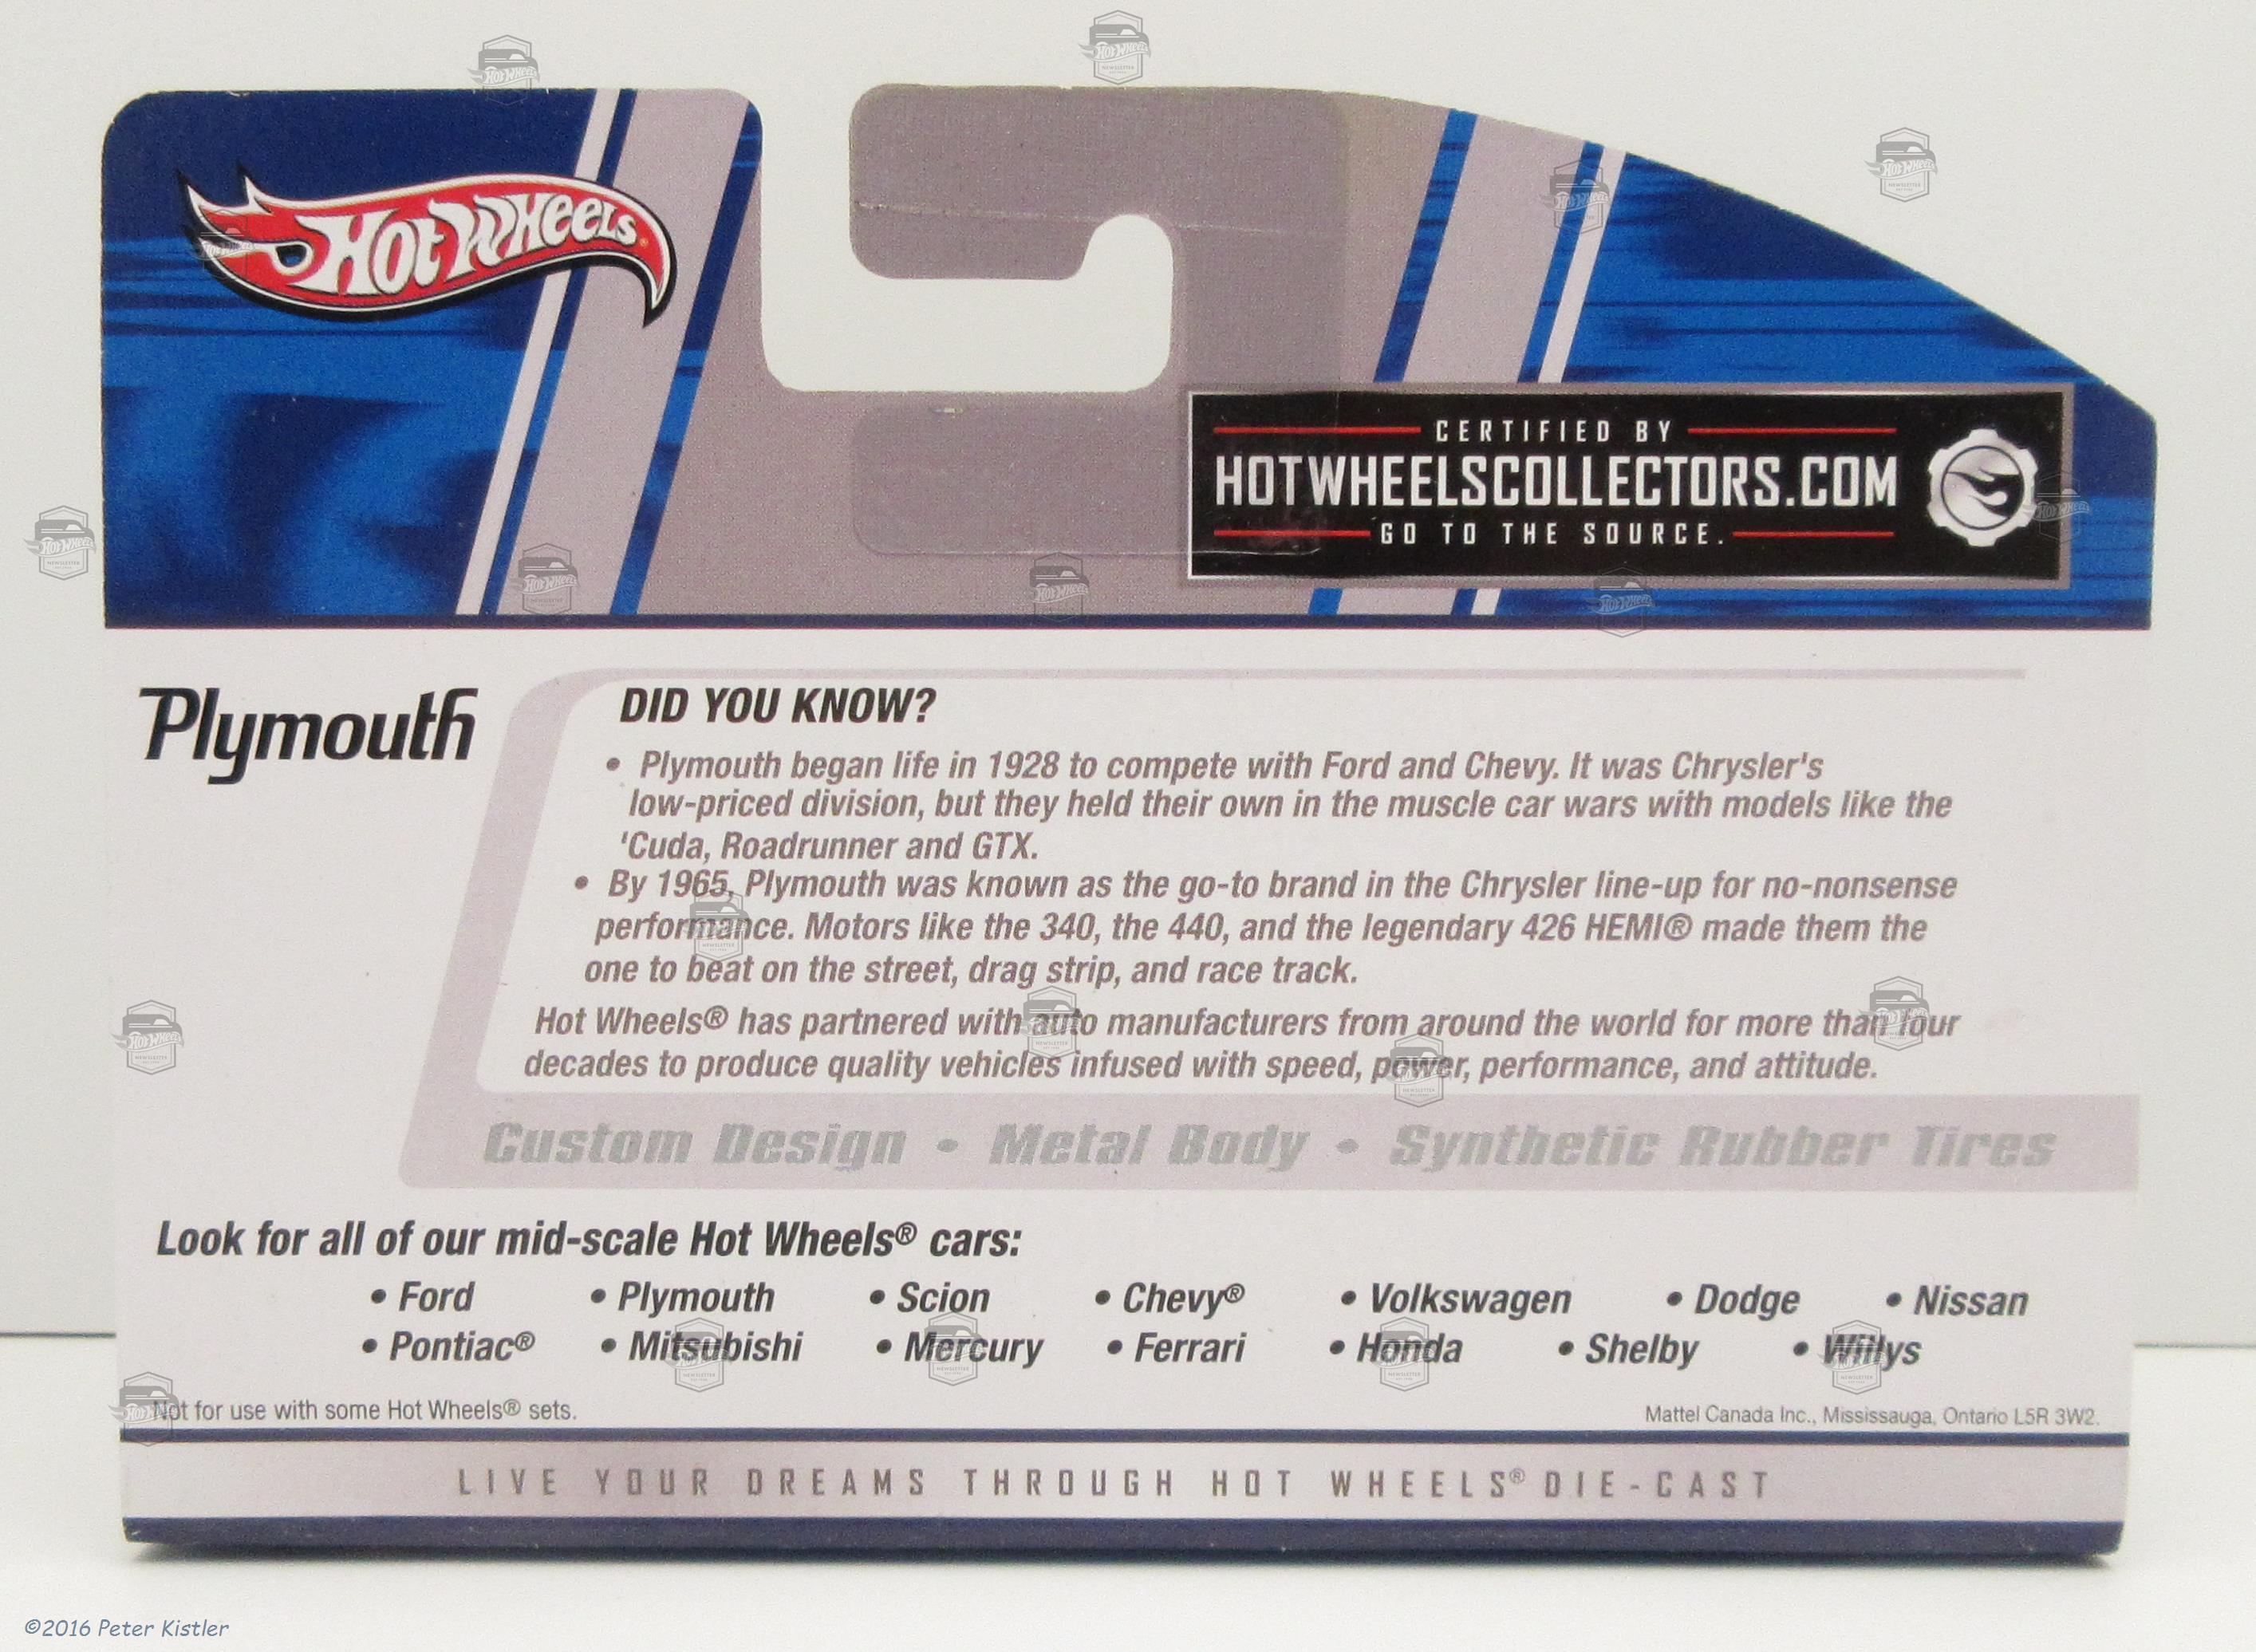 Hot Wheels
CERTIFIED BY
HOTWHEELSCOLLECTORS.COM
GO TO THE SOURCE.
Plymouth
DID YOU KNOW?
• Plymouth began life in 1928 to compete with Ford and Chevy. It was Chrysler's
low-priced division, but they held their own in the muscle car wars with models like the
'Cuda, Roadrunner and GTX.
• By 1965, Plymouth was known as the go-to brand in the Chrysler line-up for no-nonsense
performance. Motors like the 340, the 440, and the legendary 426 HEMI® made them the
one to beat on the street, drag strip, and race track.
Hot Wheels® has partnered with auto manufacturers from around the world for more than four
decades to produce quality vehicles infused with speed, power, performance, and attitude.
Custom Design • Metal Body • Synthetic Rubber Tires
Look for all of our mid-scale Hot Wheels® cars:
• Ford • Plymouth • Scion • Chevy® • Volkswagen • Dodge • Nissan
• Pontiac® • Mitsubishi • Mercury • Ferrari • Honda • Shelby • Willys
Not for use with some Hot Wheels® sets. Mattel Canada Inc., Mississauga, Ontario L5R 3W2.
LIVE YOUR DREAMS THROUGH HOT WHEELS® DIE-CAST
©2016 Peter Kistler